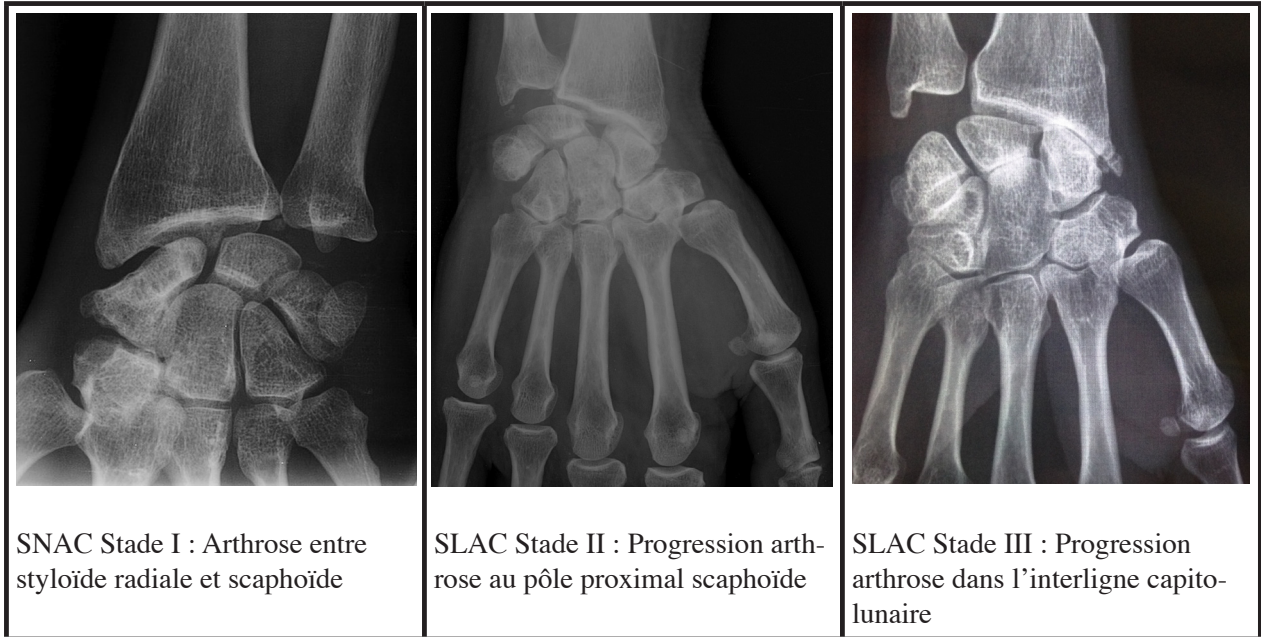 SNAC Stade I : Arthrose entre
styloïde radiale et scaphoïde
SLAC Stade II : Progression arth-
rose au pôle proximal scaphoïde
SLAC Stade III : Progression
arthrose dans l’interligne capito-
lunaire